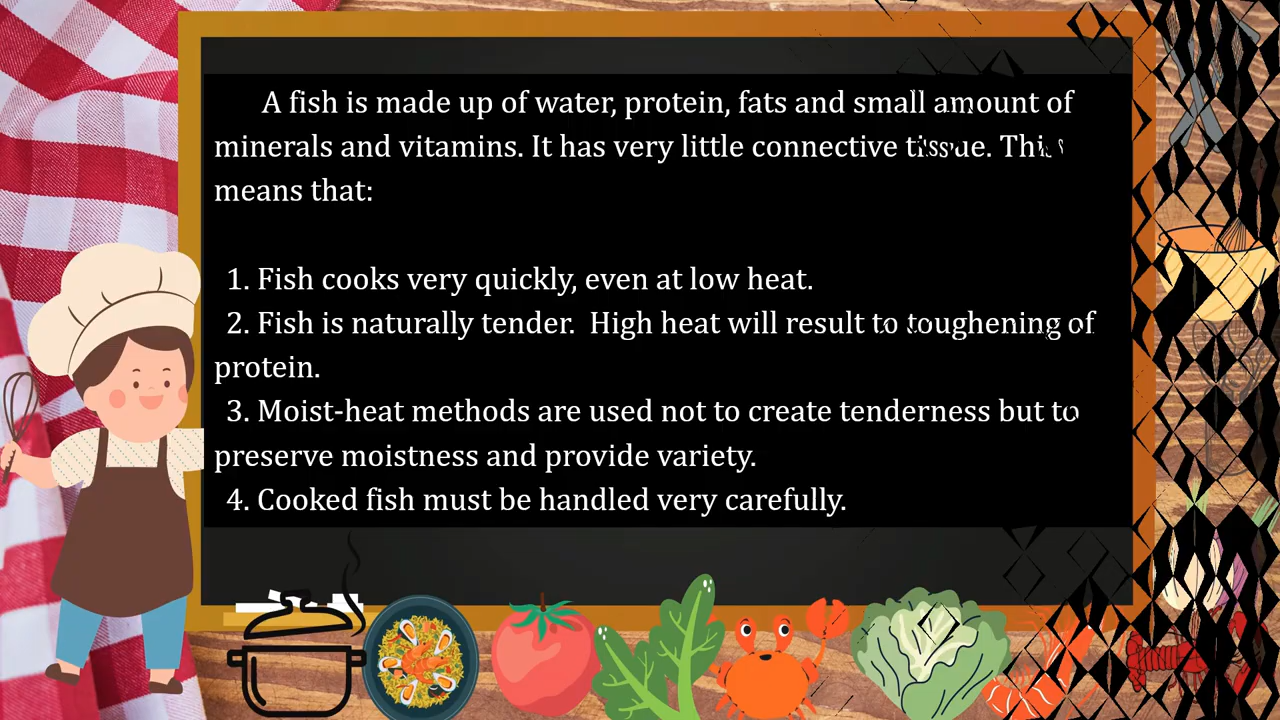 A fish is made up of water, protein, fats and small amount of
minerals and vitamins. It has very little connective tissue. This
means that:
1. Fish cooks very quickly, even at low heat.
2. Fish is naturally tender. High heat will result to toughening of
protein.
3. Moist-heat methods are used not to create tenderness but to
preserve moistness and provide variety.
4. Cooked fish must be handled very carefully.